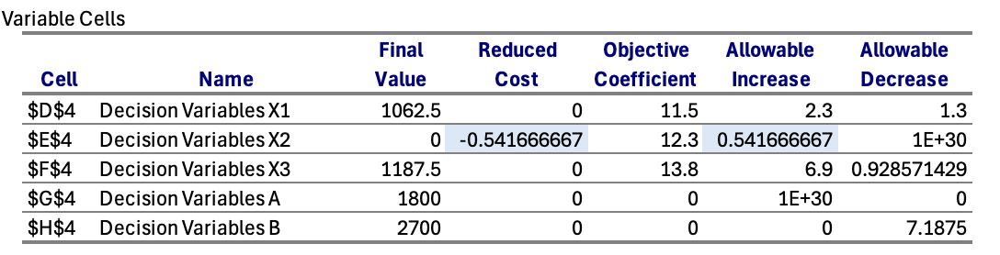 Variable Cells
Final Reduced Objective Allowable Allowable
Cell Name Value Cost Coefficient Increase Decrease
$D$4 Decision Variables X1 1062.5 0 11.5 2.3 1.3
$E$4 Decision Variables X2 0 -0.541666667 12.3 0.541666667 1E+30
$F$4 Decision Variables X3 1187.5 0 13.8 6.9 0.928571429
$G$4 Decision Variables A 1800 0 0 1E+30 0
$H$4 Decision Variables B 2700 0 0 0 7.1875